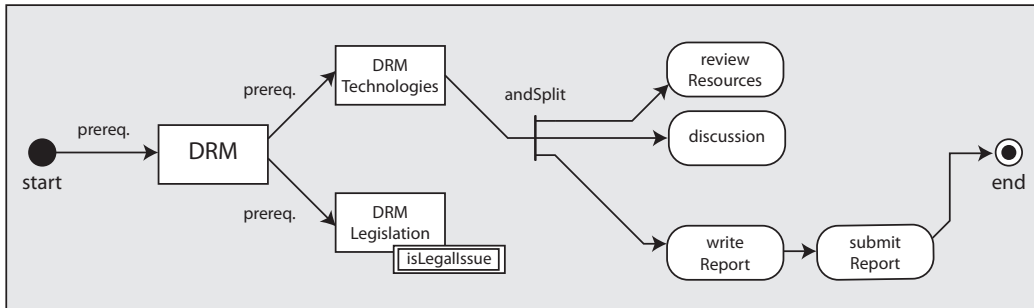 start
prereq.
DRM
prereq.
DRM
Technologies
prereq.
DRM
Legislation
isLegalIssue
andSplit
review
Resources
discussion
write
Report
submit
Report
end